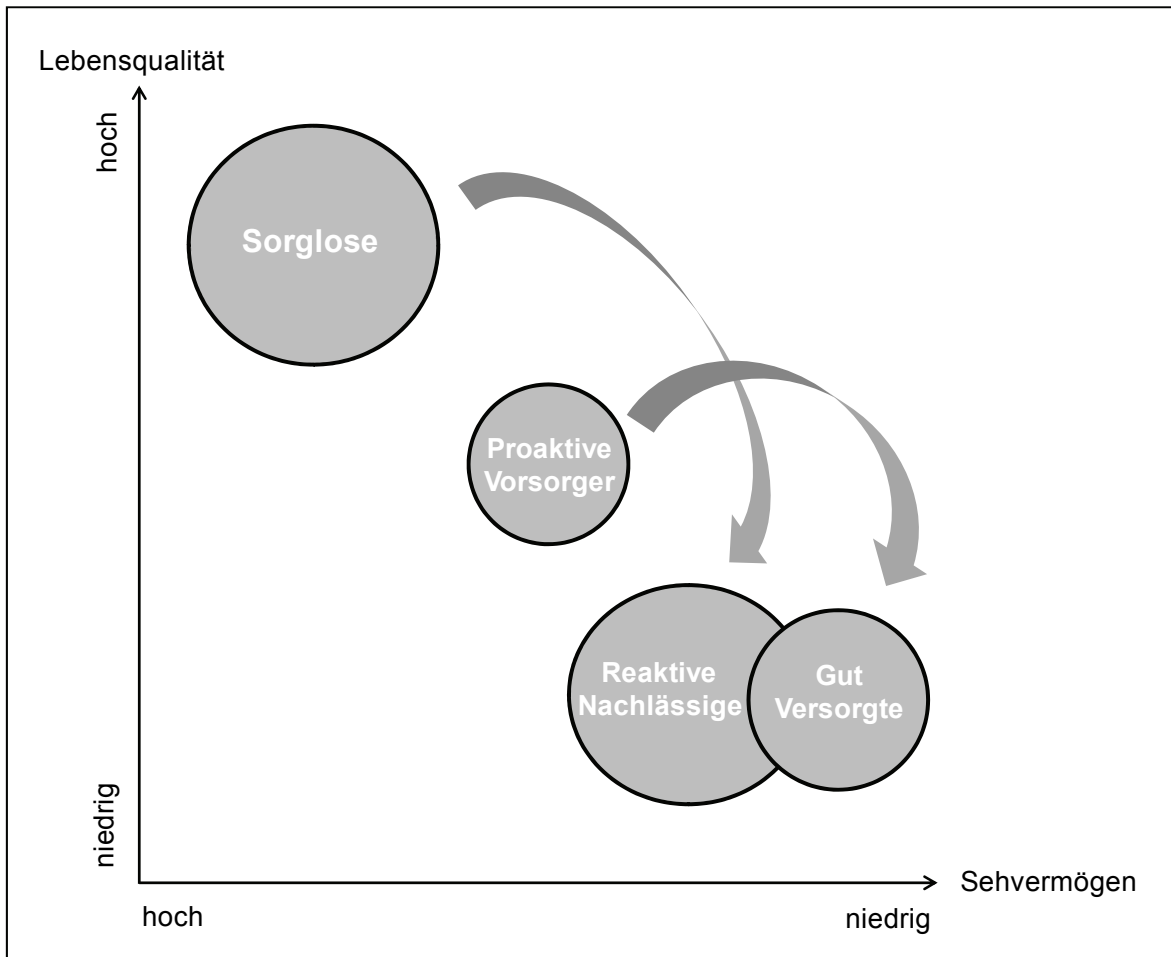 Lebensqualität
hoch
Sorglose
Proaktive
Vorsorger
Reaktive
Nachlässige
Gut
Versorgte
niedrig
Sehvermögen
hoch
niedrig